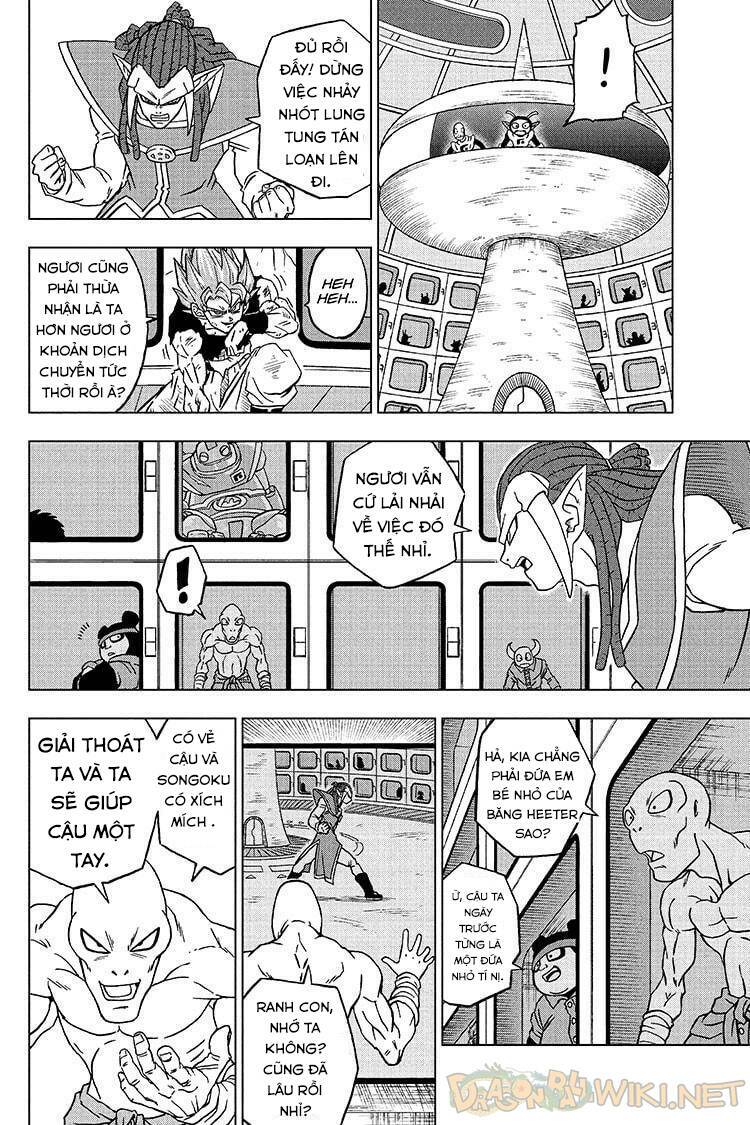 !
ĐỦ RỒI
ĐẤY! DỪNG
VIỆC NHẢY
NHÓT LUNG
TUNG TÁN
LOẠN LÊN
ĐI.
HEH
HEH...
NGƯƠI CŨNG
PHẢI THỪA
NHẬN LÀ TA
HƠN NGƯƠI Ở
KHOẢN DỊCH
CHUYỂN TỨC
THỜI RỒI Ă?
NGƯƠI VẪN
CỨ LẢI NHẢI
VỀ VIỆC ĐÓ
THẾ NHỈ.
!
HẢ, KIA CHẲNG
PHẢI ĐỨA EM
BÉ NHỎ CỦA
BĂNG HEETER
SAO?
Ừ, CẬU TA
NGÀY
TRƯỚC
TỪNG LÀ
MỘT ĐỨA
NHỎ TÍ NỊ.
RANH CON,
NHỚ TA
KHÔNG?
CŨNG ĐÃ
LÂU RỒI
NHỈ?
CÓ VẺ
CẬU VÀ
SONGOKU
CÓ XÍCH
MÍCH .
GIẢI THOÁT
TA VÀ TA
SẼ GIÚP
CẬU MỘT
TAY.
DRAGON BALL WIKI.NET